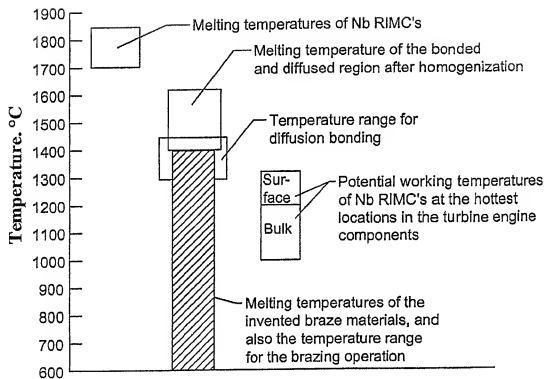 1900
1800
1700
1600
1500
1400
1300
1200
1100
1000
900
800
700
600
Temperature. °C
Melting temperatures of Nb RIMC's
Melting temperature of the bonded
and diffused region after homogenization
Temperature range for
diffusion bonding
Sur-
face
Bulk
Potential working temperatures
of Nb RIMC's at the hottest
locations in the turbine engine
components
Melting temperatures of the
invented braze materials, and
also the temperature range
for the brazing operation